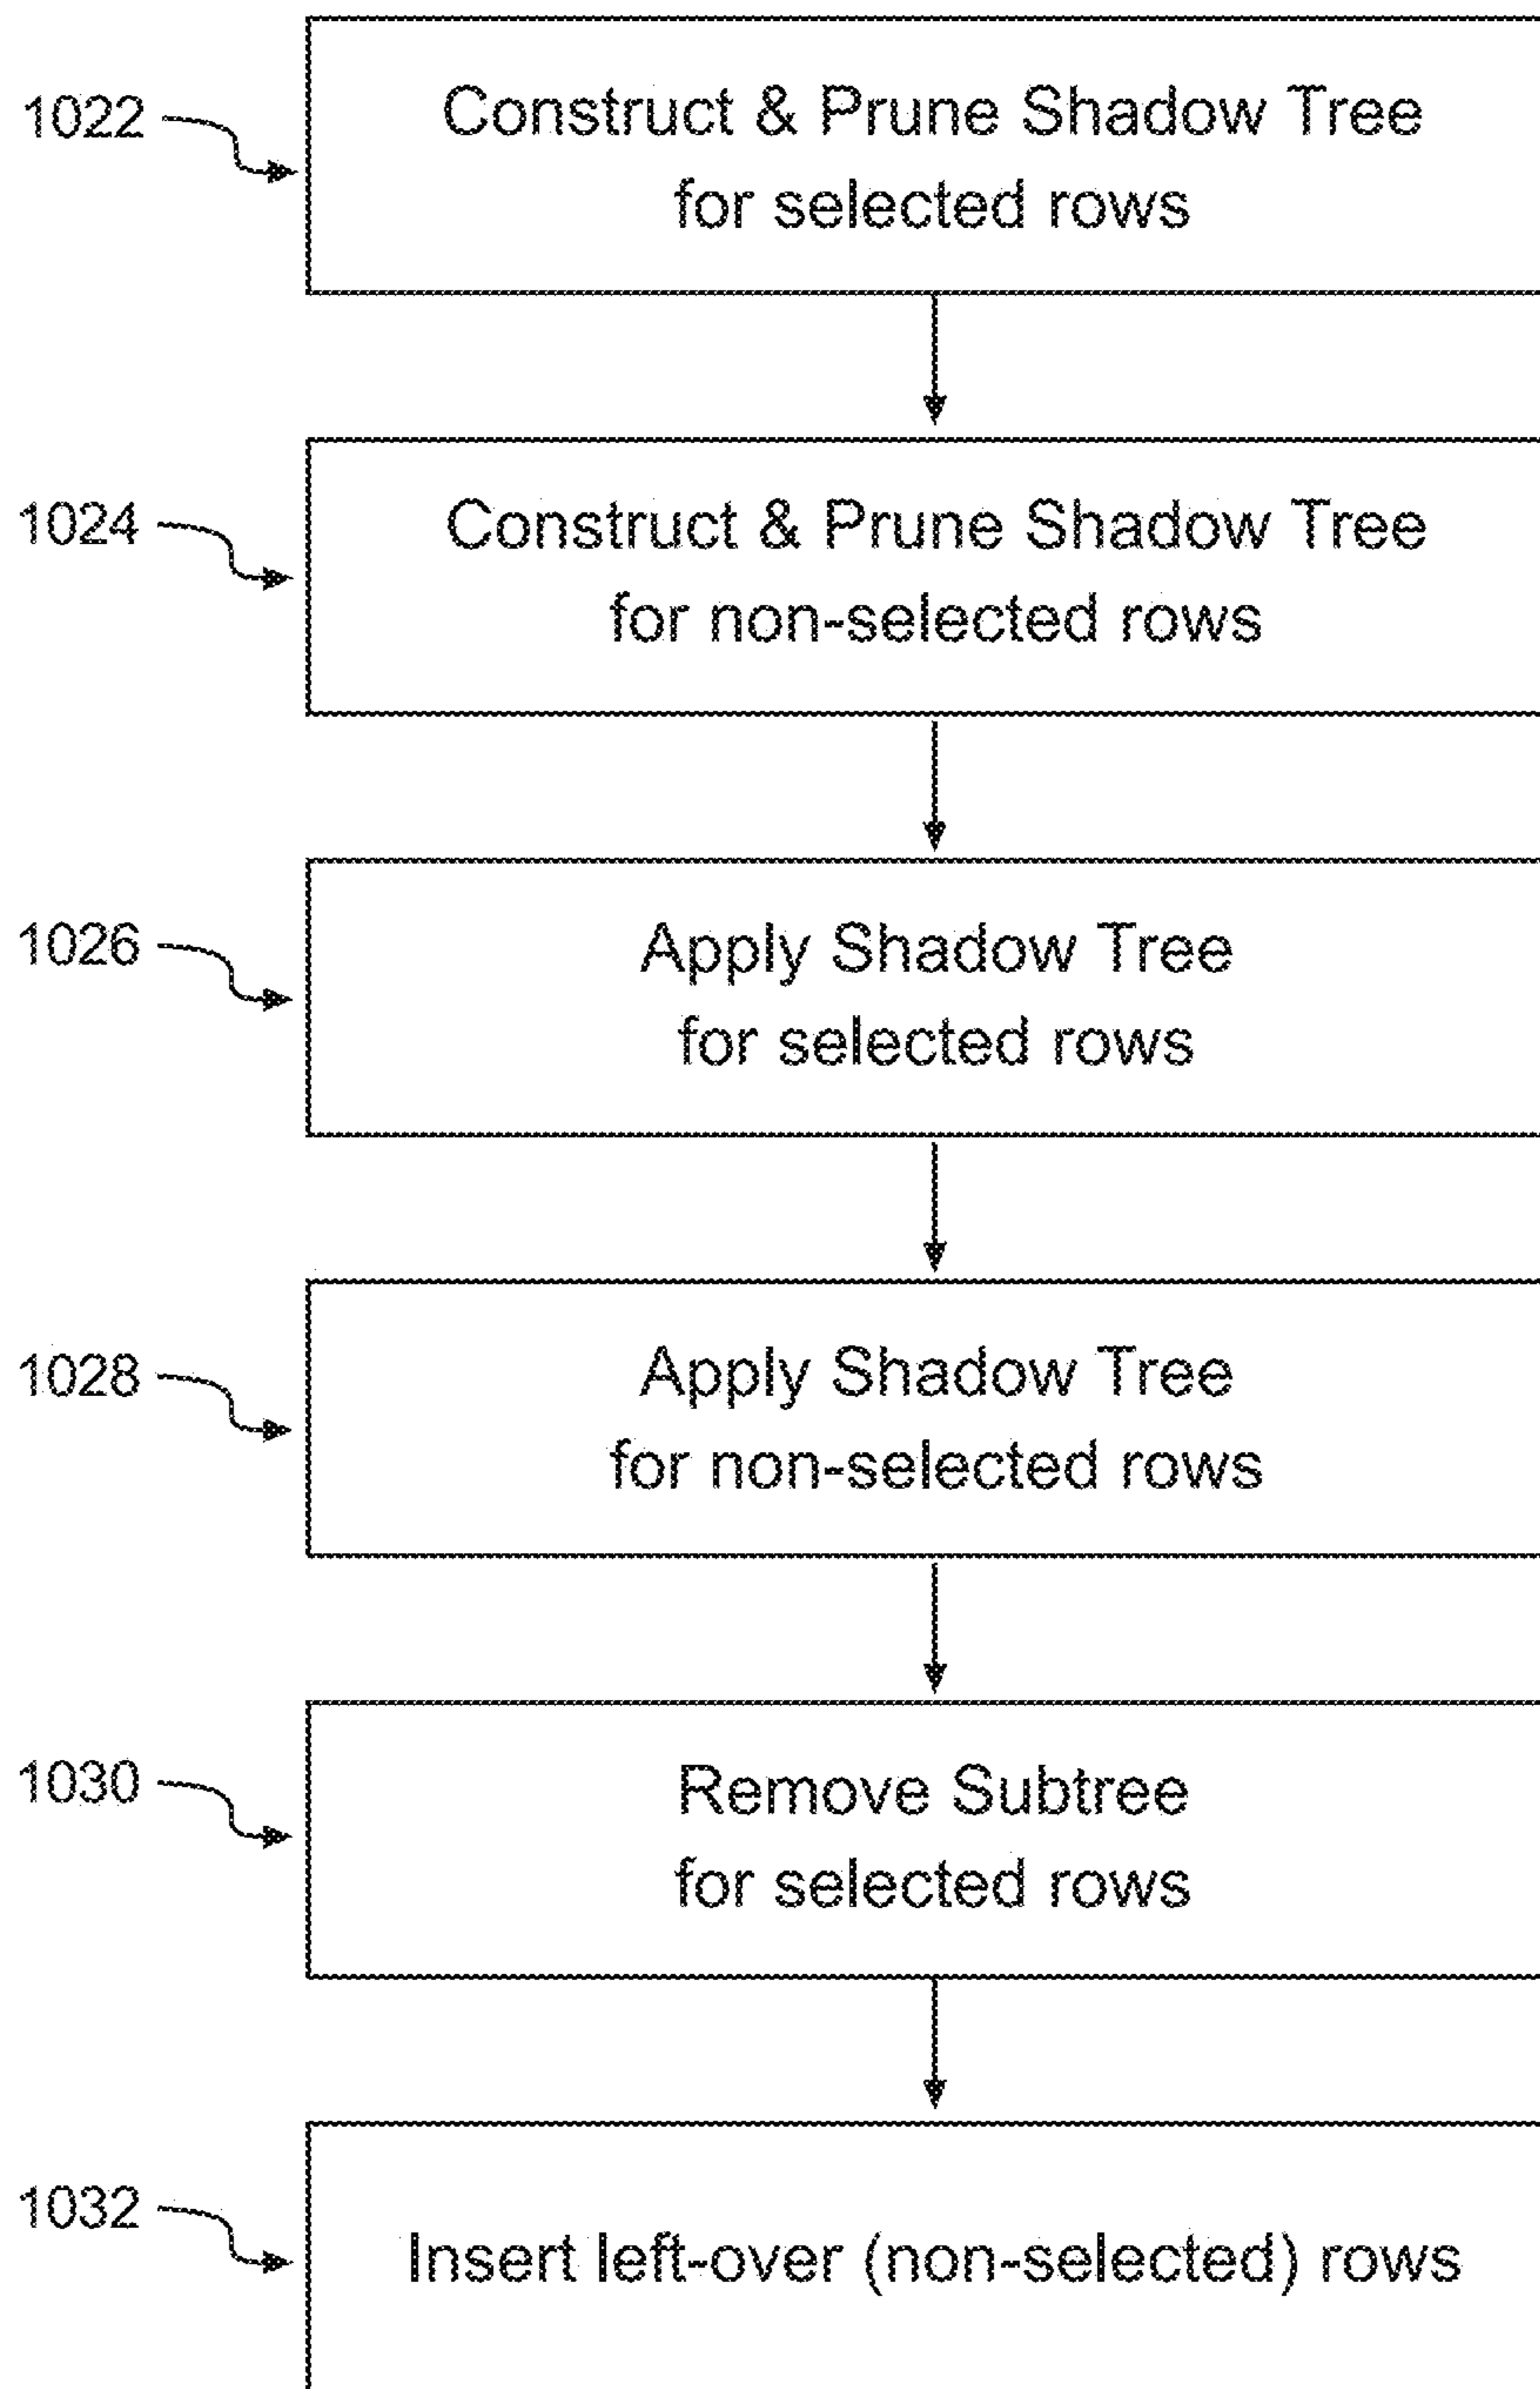 1022
Construct & Prune Shadow Tree
for selected rows
1024
Construct & Prune Shadow Tree
for non-selected rows
1026
Apply Shadow Tree
for selected rows
1028
Apply Shadow Tree
for non-selected rows
1030
Remove Subtree
for selected rows
1032
Insert left-over (non-selected) rows